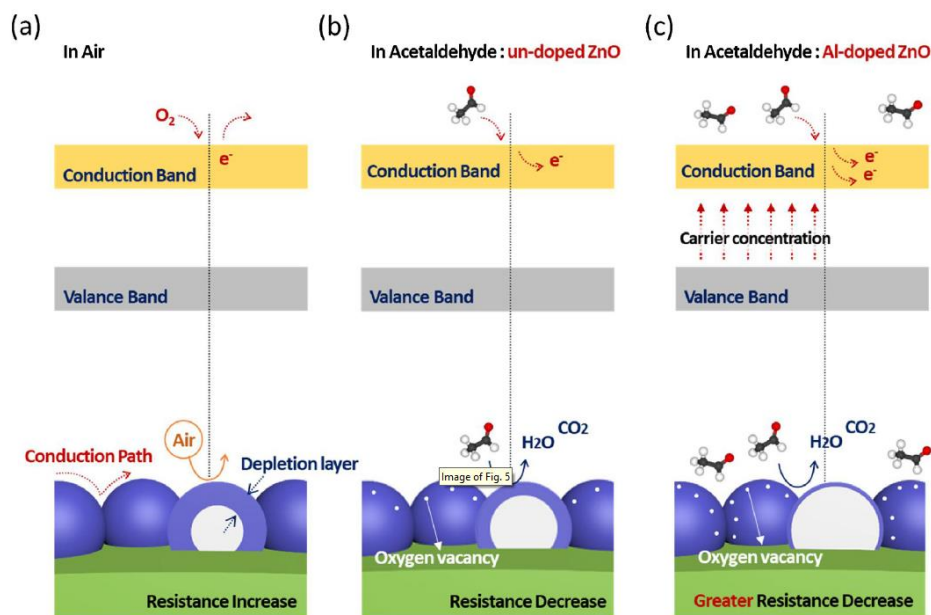 (a)
In Air
O2
e-
Conduction Band
Valance Band
Air
Conduction Path
Depletion layer
Resistance Increase
(b)
In Acetaldehyde : un-doped ZnO
Conduction Band
e-
Valance Band
H2O
CO2
Image of Fig. 5
Oxygen vacancy
Resistance Decrease
(c)
In Acetaldehyde : Al-doped ZnO
Conduction Band
e-
e-
Carrier concentration
Valance Band
H2O
CO2
Oxygen vacancy
Greater Resistance Decrease